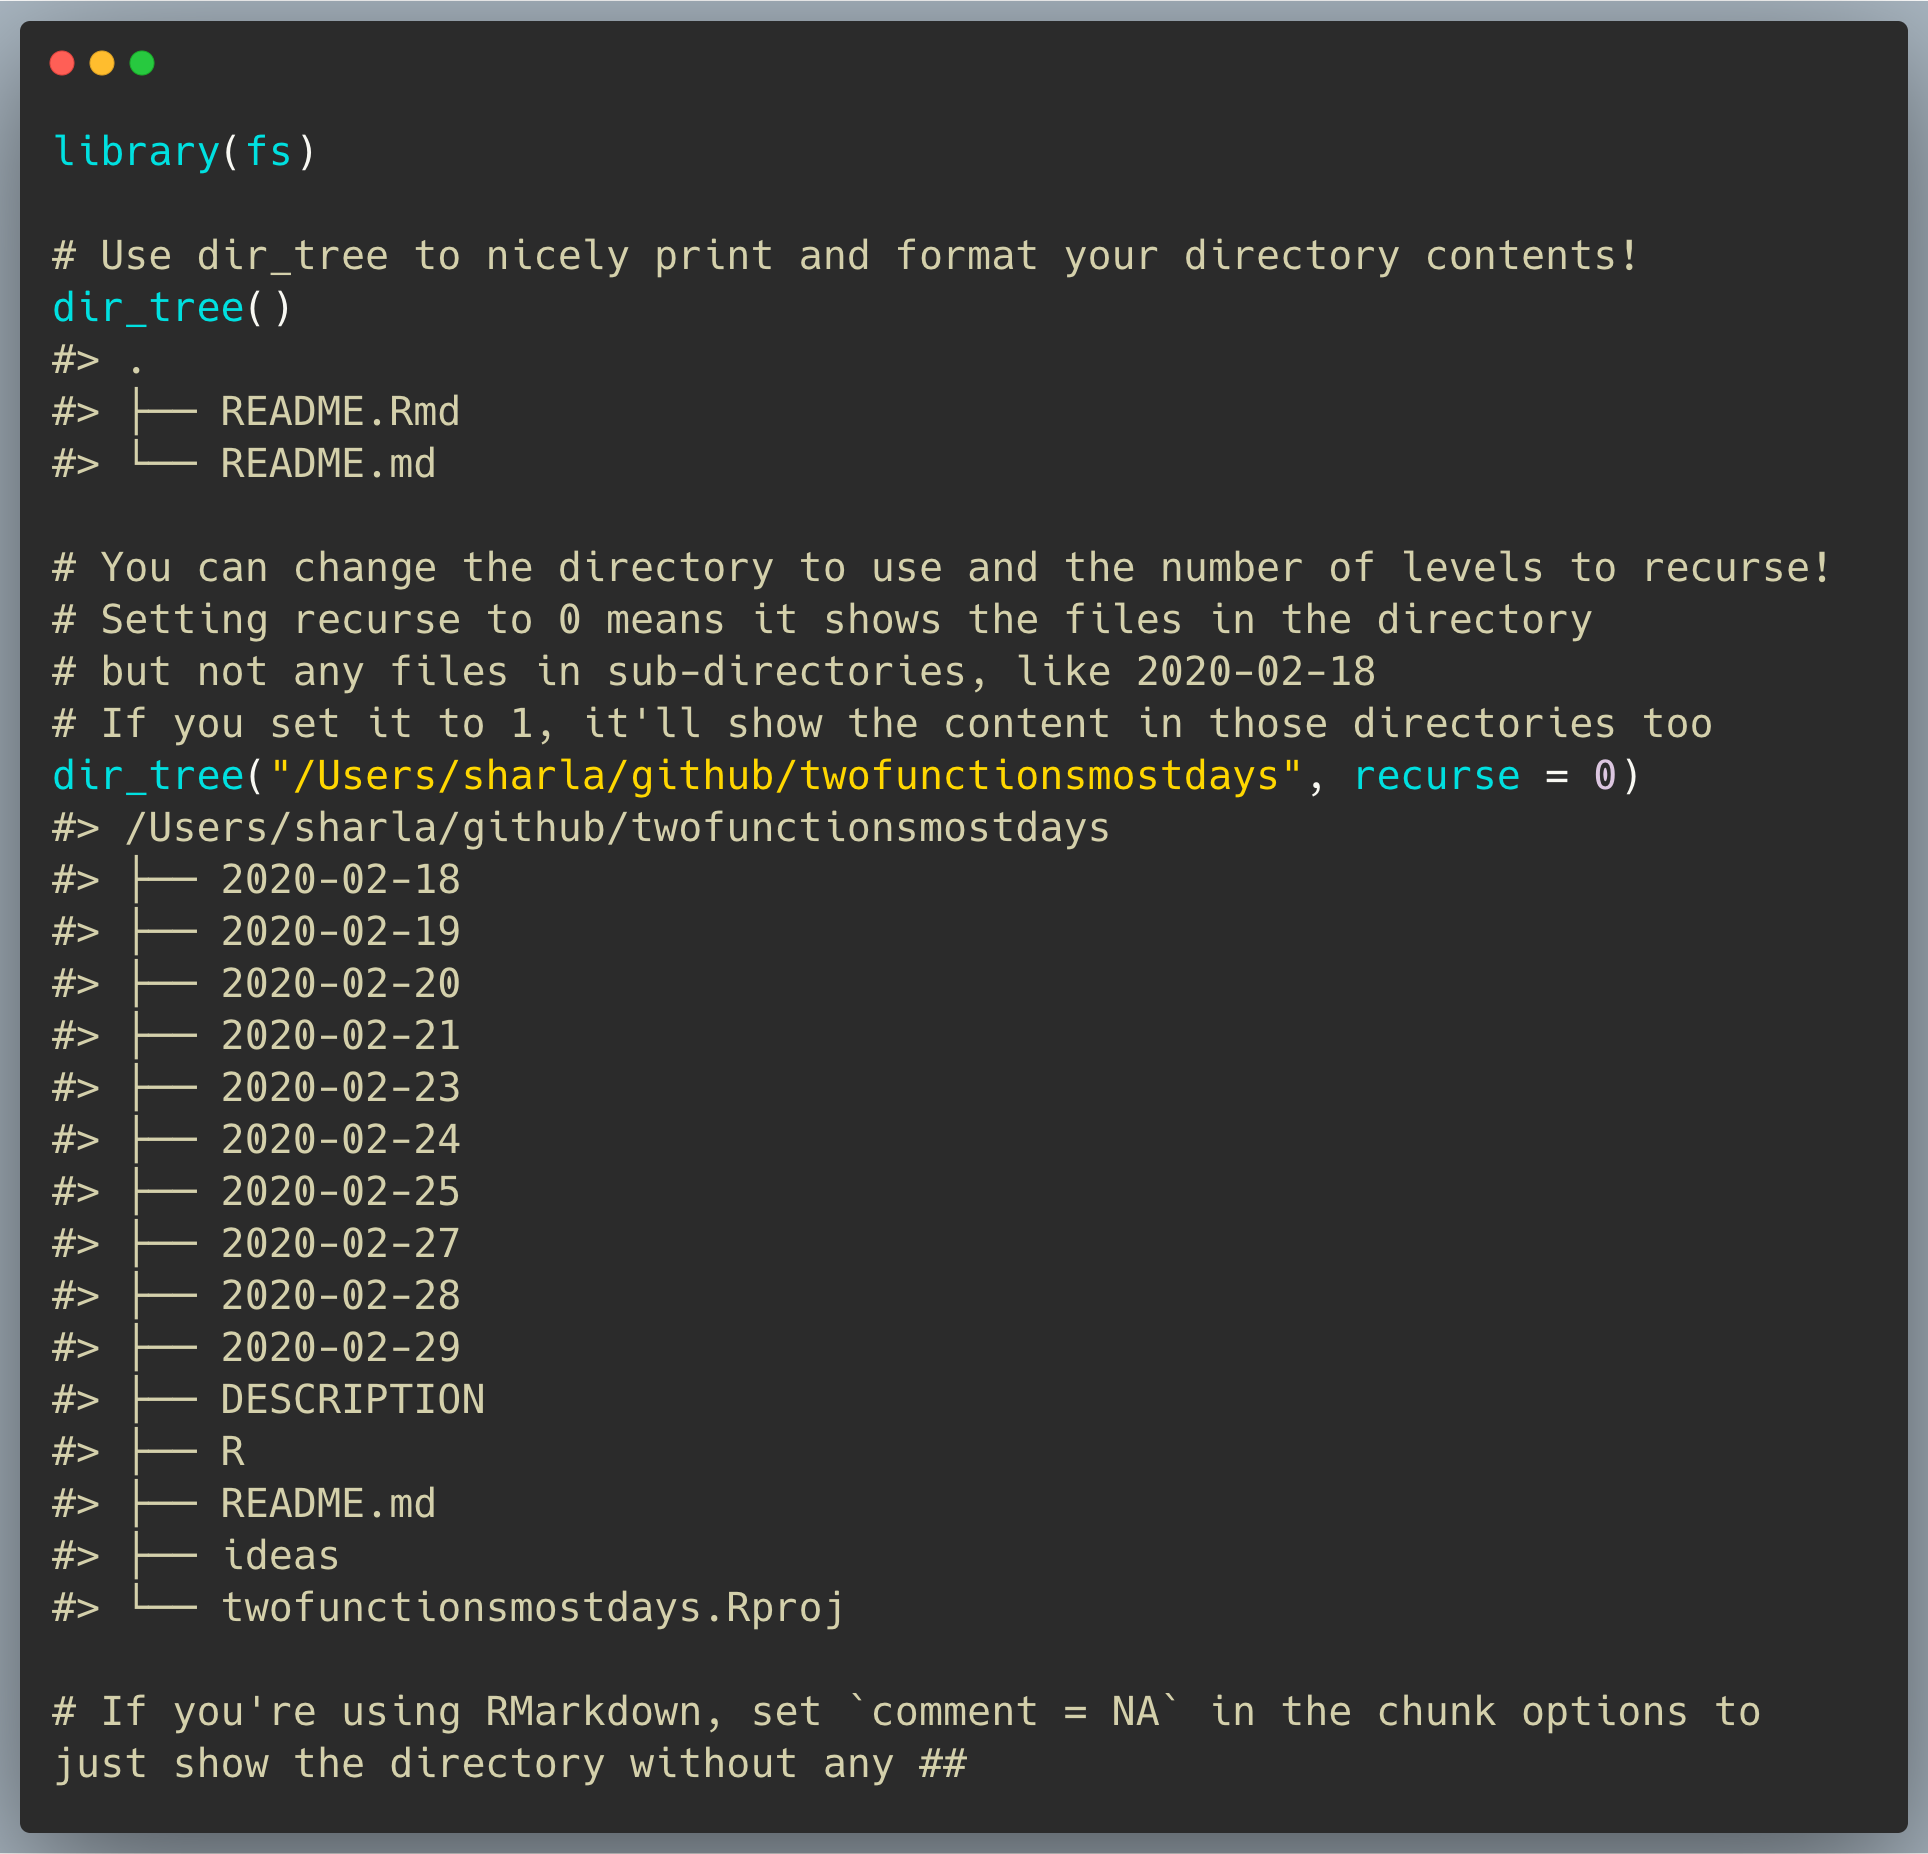 library(fs)

# Use dir_tree to nicely print and format your directory contents!
dir_tree()
#> .
#> ├── README.Rmd
#> └── README.md

# You can change the directory to use and the number of levels to recurse!
# Setting recurse to 0 means it shows the files in the directory
# but not any files in sub-directories, like 2020-02-18
# If you set it to 1, it'll show the content in those directories too
dir_tree("/Users/sharla/github/twofunctionsmostdays", recurse = 0)
#> /Users/sharla/github/twofunctionsmostdays
#> ├── 2020-02-18
#> ├── 2020-02-19
#> ├── 2020-02-20
#> ├── 2020-02-21
#> ├── 2020-02-23
#> ├── 2020-02-24
#> ├── 2020-02-25
#> ├── 2020-02-27
#> ├── 2020-02-28
#> ├── 2020-02-29
#> ├── DESCRIPTION
#> ├── R
#> ├── README.md
#> ├── ideas
#> └── twofunctionsmostdays.Rproj

# If you're using RMarkdown, set `comment = NA` in the chunk options to
just show the directory without any ##